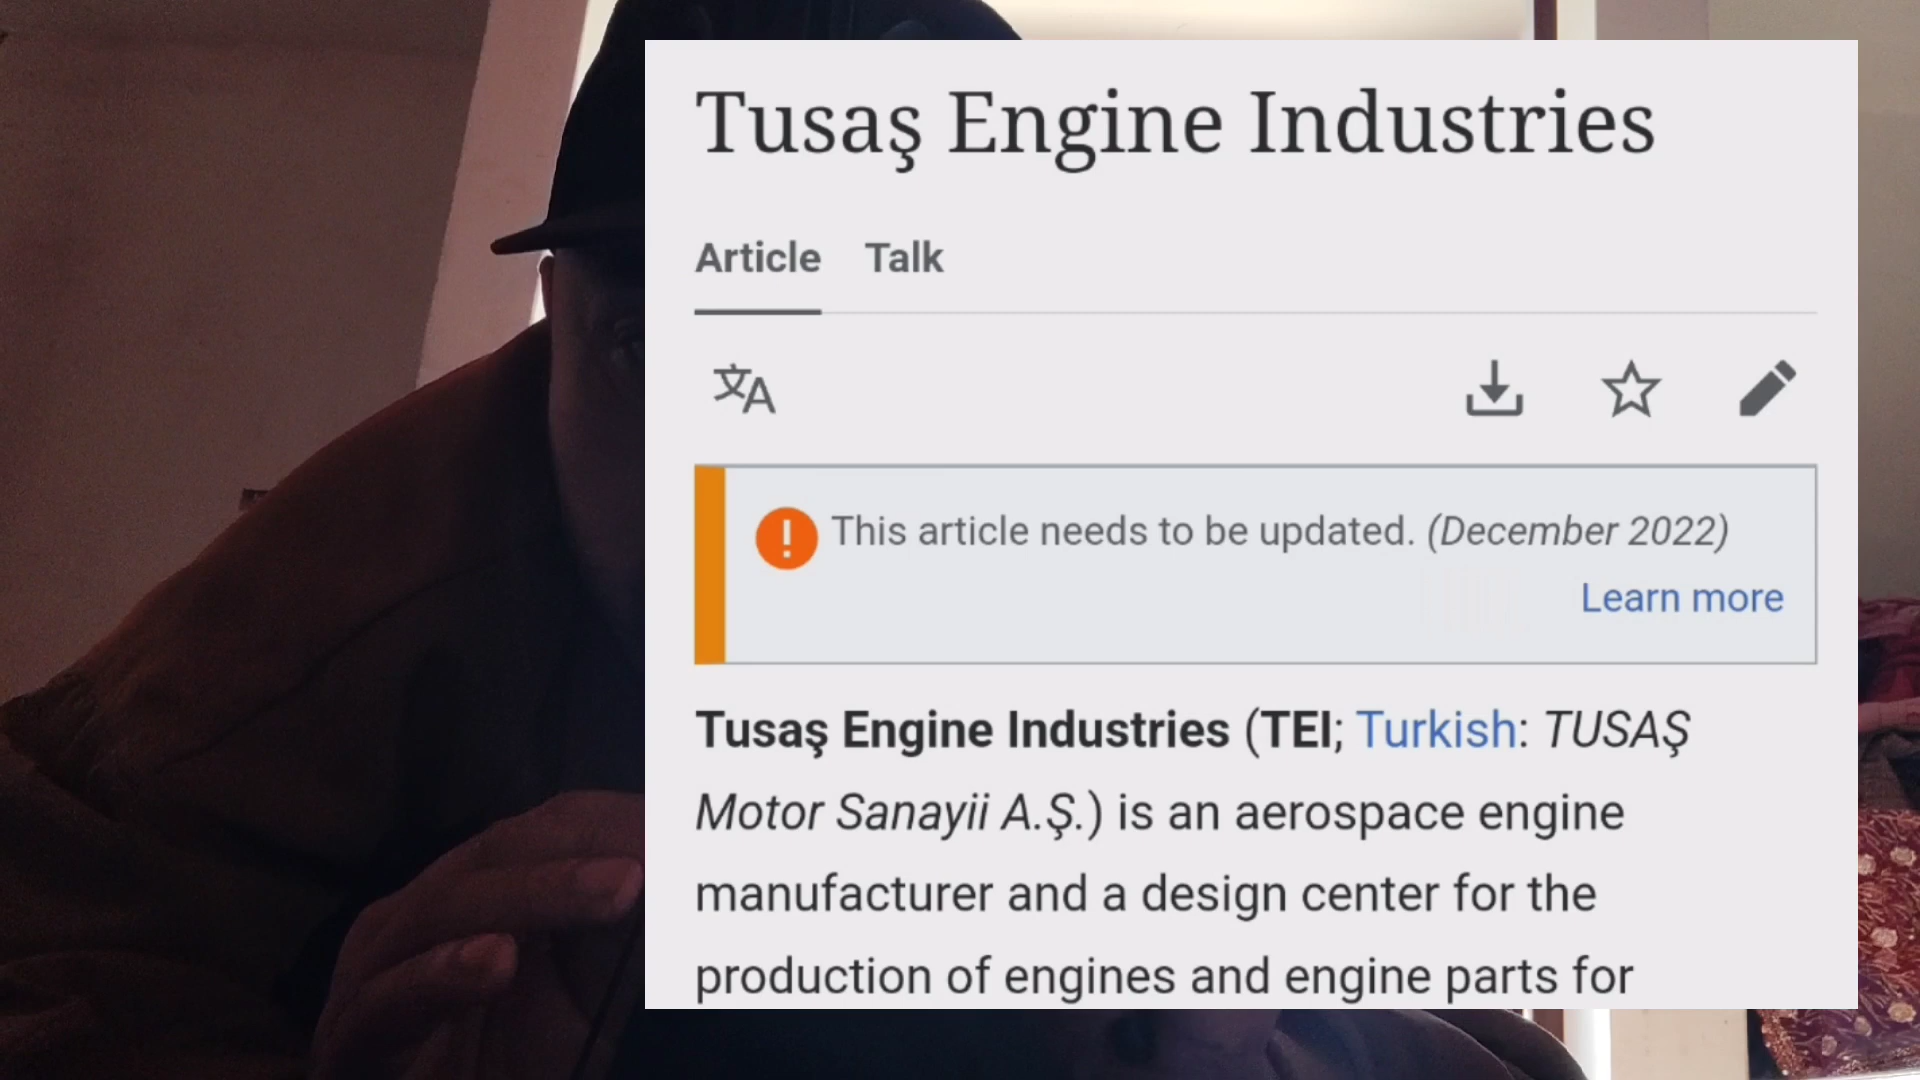 Tusaş Engine Industries
Article Talk
This article needs to be updated. (December 2022)
Learn more
Tusaş Engine Industries (TEI; Turkish: TUSAŞ
Motor Sanayii A.Ş.) is an aerospace engine
manufacturer and a design center for the
production of engines and engine parts for